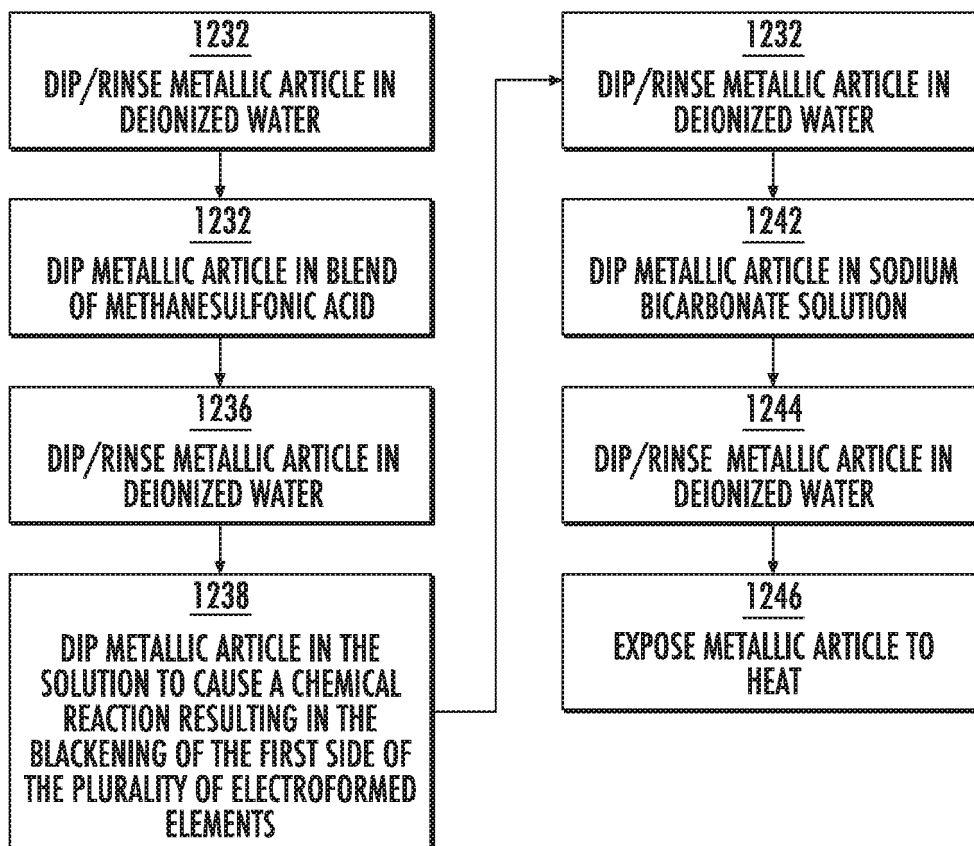 1232
DIP/RINSE METALLIC ARTICLE IN
DEIONIZED WATER
1232
DIP METALLIC ARTICLE IN BLEND
OF METHANESULFONIC ACID
1236
DIP/RINSE METALLIC ARTICLE IN
DEIONIZED WATER
1238
DIP METALLIC ARTICLE IN THE
SOLUTION TO CAUSE A CHEMICAL
REACTION RESULTING IN THE
BLACKENING OF THE FIRST SIDE OF
THE PLURALITY OF ELECTROFORMED
ELEMENTS
1232
DIP/RINSE METALLIC ARTICLE IN
DEIONIZED WATER
1242
DIP METALLIC ARTICLE IN SODIUM
BICARBONATE SOLUTION
1244
DIP/RINSE METALLIC ARTICLE IN
DEIONIZED WATER
1246
EXPOSE METALLIC ARTICLE TO
HEAT